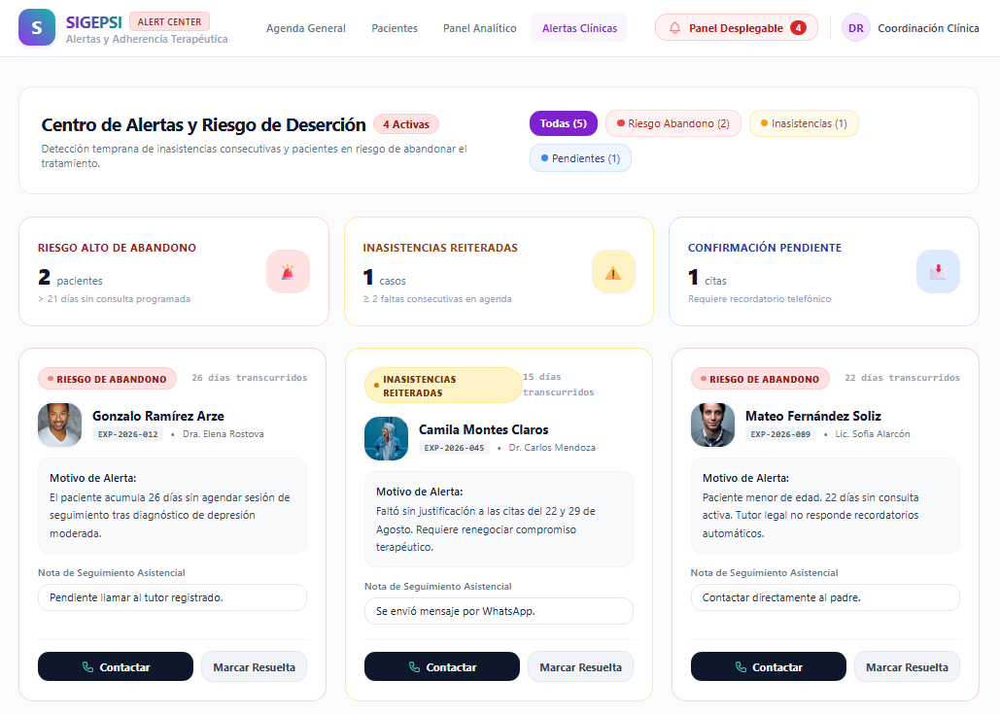 S
SIGEPSI ALERT CENTER
Alertas y Adherencia Terapéutica
Agenda General
Pacientes
Panel Analítico
Alertas Clínicas
Panel Desplegable 4
DR Coordinación Clínica
Centro de Alertas y Riesgo de Deserción 4 Activas
Detección temprana de inasistencias consecutivas y pacientes en riesgo de abandonar el
tratamiento.
Todas (5)
Riesgo Abandono (2)
Inasistencias (1)
Pendientes (1)
RIESGO ALTO DE ABANDONO
2 pacientes
> 21 días sin consulta programada
INASISTENCIAS REITERADAS
1 casos
≥ 2 faltas consecutivas en agenda
CONFIRMACIÓN PENDIENTE
1 citas
Requiere recordatorio telefónico
RIESGO DE ABANDONO 26 días transcurridos
Gonzalo Ramírez Arze
EXP-2026-012 • Dra. Elena Rostova
Motivo de Alerta:
El paciente acumula 26 días sin agendar sesión de
seguimiento tras diagnóstico de depresión
moderada.
Nota de Seguimiento Asistencial
Pendiente llamar al tutor registrado.
Contactar
Marcar Resuelta
INASISTENCIAS
REITERADAS
15 días
transcurridos
Camila Montes Claros
EXP-2026-045 • Dr. Carlos Mendoza
Motivo de Alerta:
Faltó sin justificación a las citas del 22 y 29 de
Agosto. Requiere renegociar compromiso
terapéutico.
Nota de Seguimiento Asistencial
Se envió mensaje por WhatsApp.
Contactar
Marcar Resuelta
RIESGO DE ABANDONO 22 días transcurridos
Mateo Fernández Soliz
EXP-2026-089 • Lic. Sofia Alarcón
Motivo de Alerta:
Paciente menor de edad. 22 días sin consulta
activa. Tutor legal no responde recordatorios
automáticos.
Nota de Seguimiento Asistencial
Contactar directamente al padre.
Contactar
Marcar Resuelta